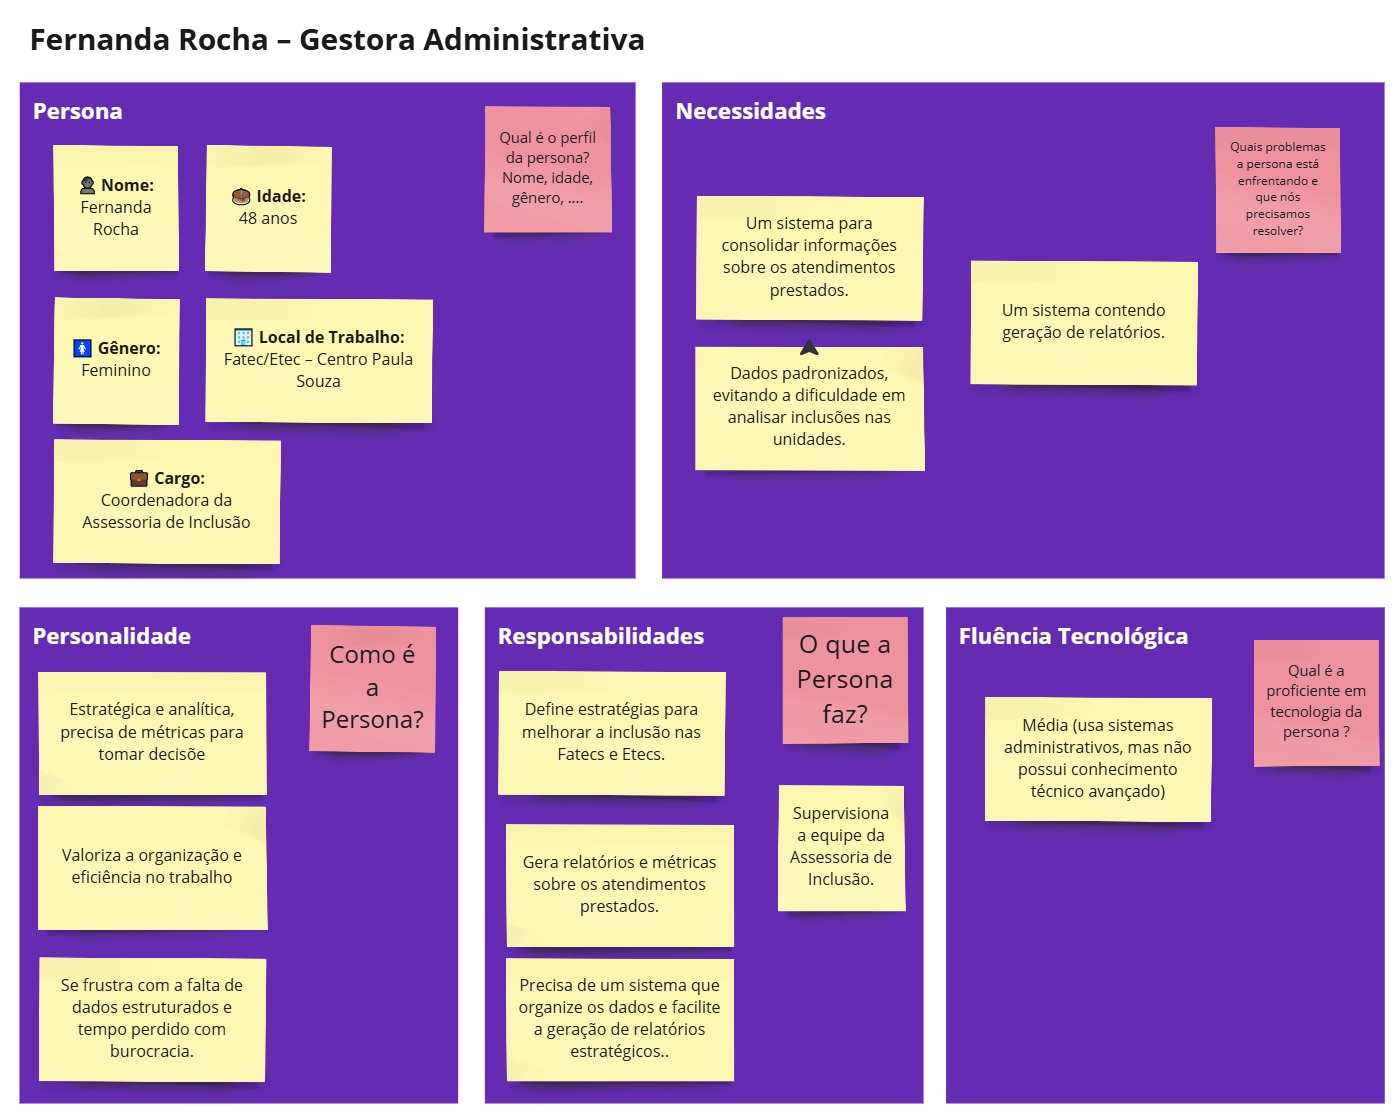 Fernanda Rocha – Gestora Administrativa
Persona
Qual é o perfil
da persona?
Nome, idade,
gênero, ....
Nome:
Fernanda
Rocha
Idade:
48 anos
Gênero:
Feminino
Local de Trabalho:
Fatec/Etec – Centro Paula
Souza
Cargo:
Coordenadora da
Assessoria de Inclusão
Necessidades
Quais problemas
a persona está
enfrentando e
que nós
precisamos
resolver?
Um sistema para
consolidar informações
sobre os atendimentos
prestados.
Um sistema contendo
geração de relatórios.
Dados padronizados,
evitando a dificuldade em
analisar inclusões nas
unidades.
Personalidade
Como é
a
Persona?
Estratégica e analítica,
precisa de métricas para
tomar decisõe
Valoriza a organização e
eficiência no trabalho
Se frustra com a falta de
dados estruturados e
tempo perdido com
burocracia.
Responsabilidades
O que a
Persona
faz?
Define estratégias para
melhorar a inclusão nas
Fatecs e Etecs.
Supervisiona
a equipe da
Assessoria de
Inclusão.
Gera relatórios e métricas
sobre os atendimentos
prestados.
Precisa de um sistema que
organize os dados e facilite
a geração de relatórios
estratégicos..
Fluência Tecnológica
Qual é a
proficiente em
tecnologia da
persona ?
Média (usa sistemas
administrativos, mas não
possui conhecimento
técnico avançado)